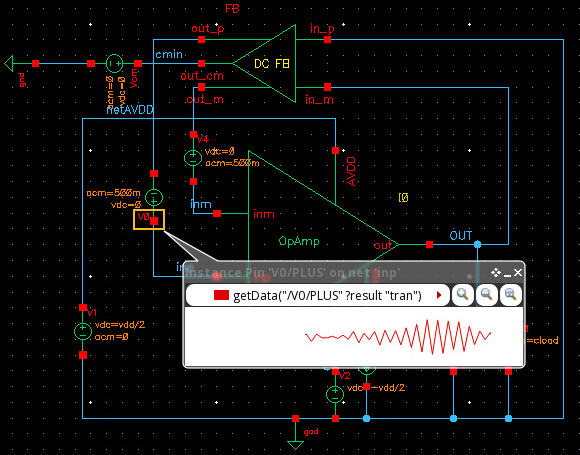 FB
out_p
in_p
cmin
out_cm
DC FB
gnd
Vcm
acm=0
vdc=0
out_m
in_m
netAVDD
V4
vdc=0
acm=500m
AVDD
acm=500m
vdc=0
V0
inm
inm
I0
OpAmp
out
OUT
Instance Pin 'V0/PLUS' on net 'inp'
getData("/V0/PLUS" ?result "tran")
V1
vdc=vdd/2
acm=0
=cload
V2
vdc=-vdd/2
gnd